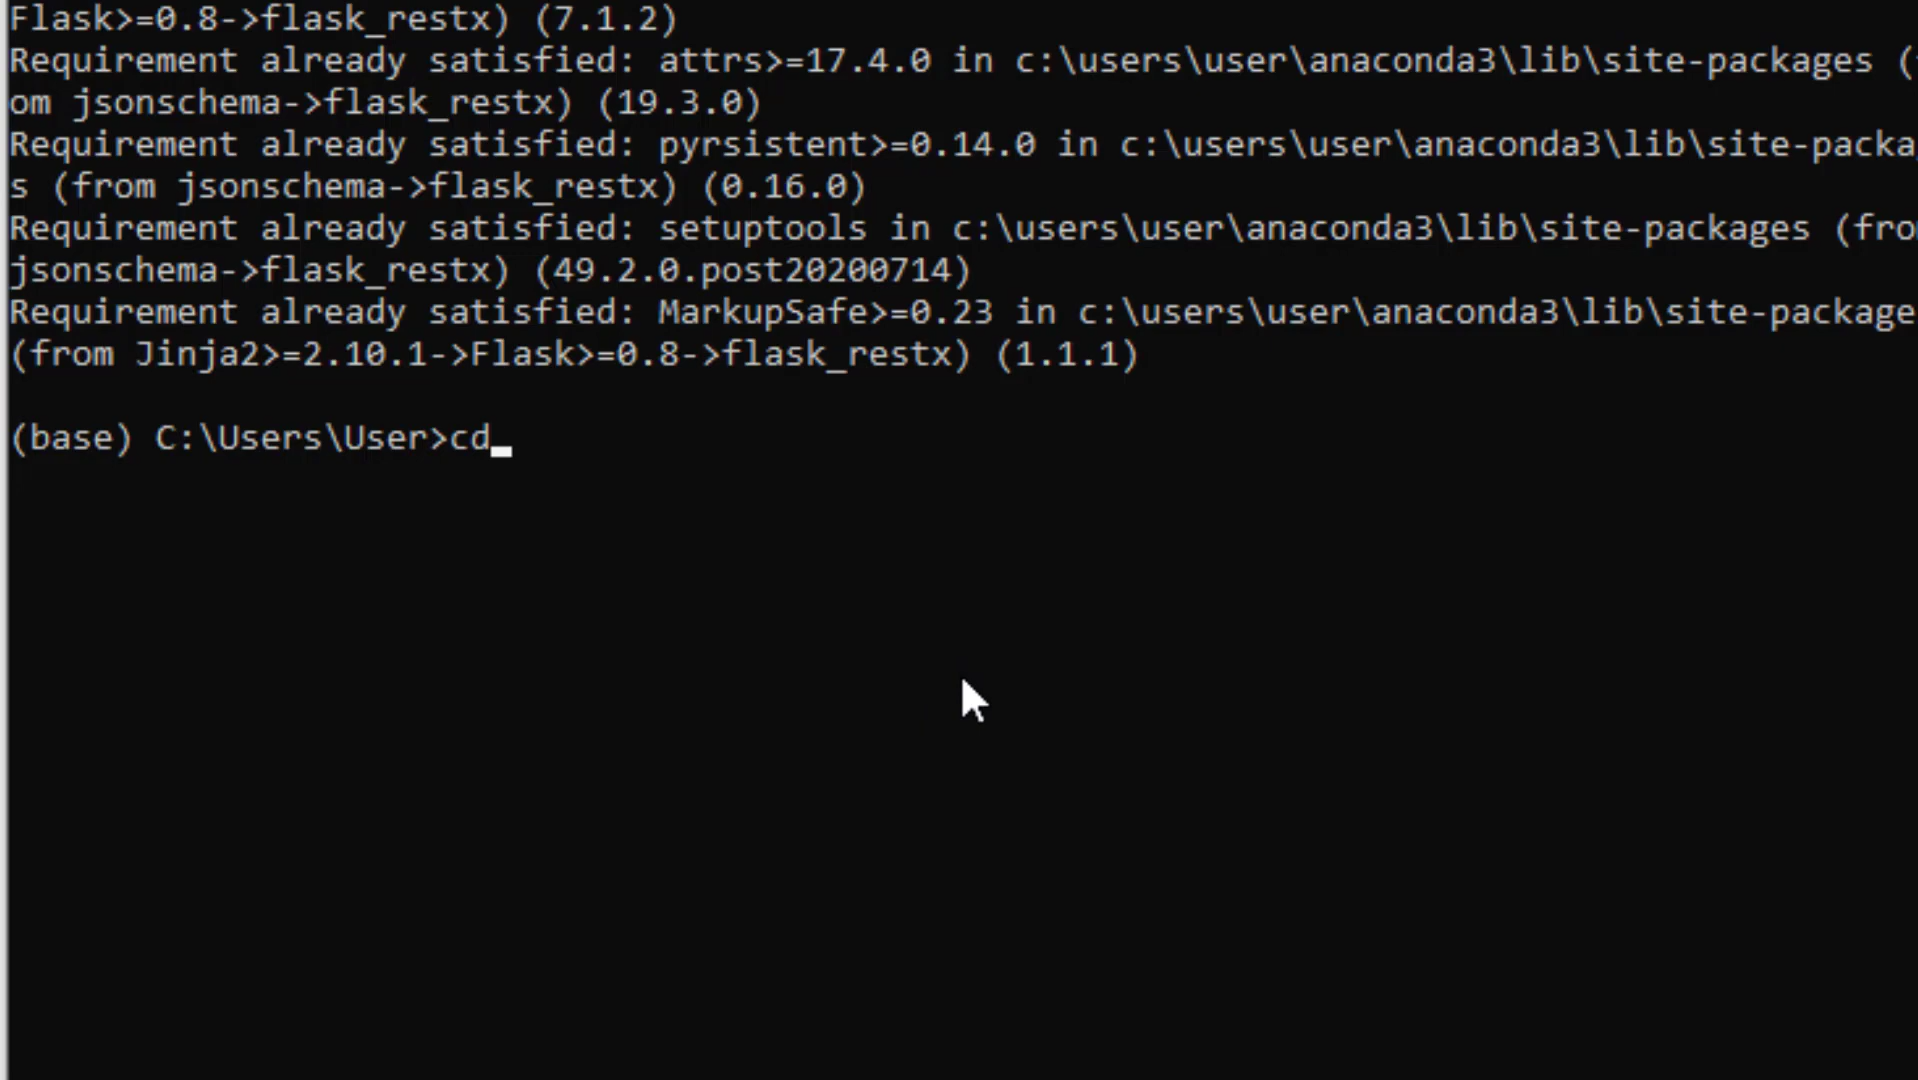 Flask>=0.8->flask_restx) (7.1.2)
Requirement already satisfied: attrs>=17.4.0 in c:\users\user\anaconda3\lib\site-packages (
om jsonschema->flask_restx) (19.3.0)
Requirement already satisfied: pyrsistent>=0.14.0 in c:\users\user\anaconda3\lib\site-packa
s (from jsonschema->flask_restx) (0.16.0)
Requirement already satisfied: setuptools in c:\users\user\anaconda3\lib\site-packages (fro
jsonschema->flask_restx) (49.2.0.post20200714)
Requirement already satisfied: MarkupSafe>=0.23 in c:\users\user\anaconda3\lib\site-package
(from Jinja2>=2.10.1->Flask>=0.8->flask_restx) (1.1.1)
(base) C:\Users\User>cd